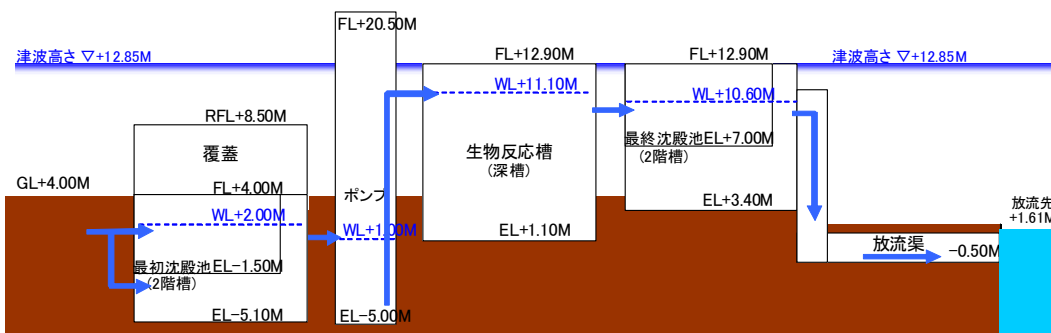 FL+20.50M
津波高さ ▽+12.85M
FL+12.90M
FL+12.90M
津波高さ ▽+12.85M
WL+11.10M
WL+10.60M
RFL+8.50M
覆蓋
生物反応槽
(深槽)
最終沈殿池EL+7.00M
(2階槽)
GL+4.00M
FL+4.00M
ポンプ
WL+2.00M
WL+1.00M
EL+1.10M
EL+3.40M
放流先
+1.61M
放流渠
-0.50M
最初沈殿池EL-1.50M
(2階槽)
EL-5.10M
EL-5.00M